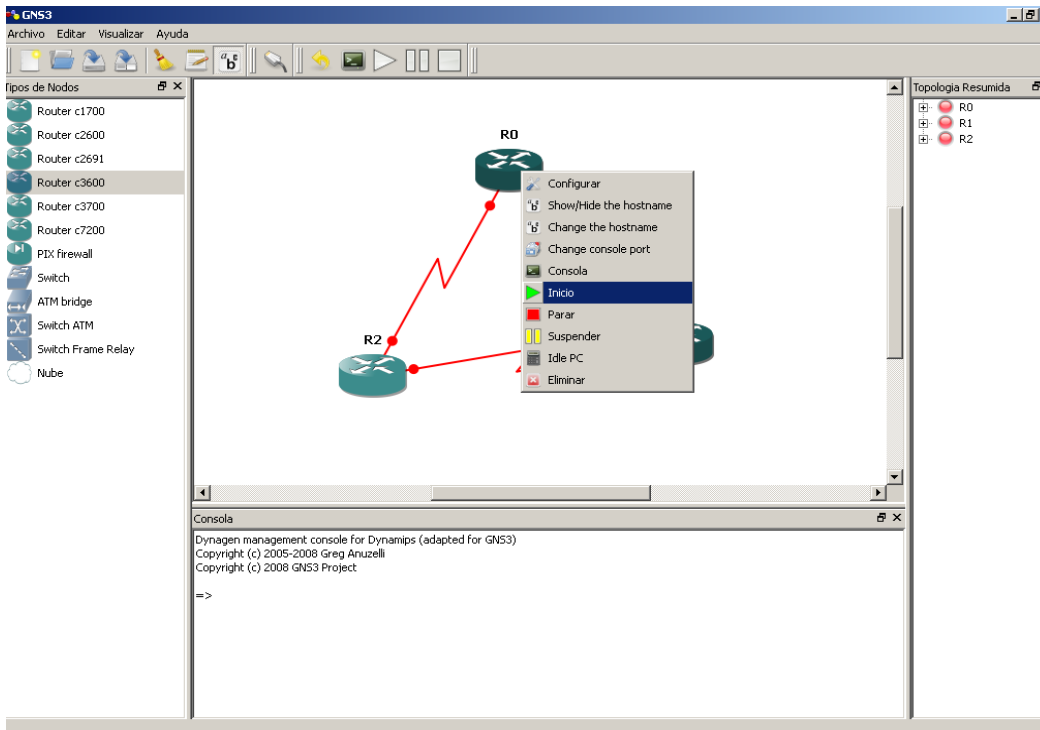 GNS3
Archivo Editar Visualizar Ayuda
Tipos de Nodos
Router c1700
Router c2600
Router c2691
Router c3600
Router c3700
Router c7200
PIX firewall
Switch
ATM bridge
Switch ATM
Switch Frame Relay
Nube
R0
R2
Configurar
Show/Hide the hostname
Change the hostname
Change console port
Consola
Inicio
Parar
Suspender
Idle PC
Eliminar
Topologia Resumida
R0
R1
R2
Consola
Dynagen management console for Dynamips (adapted for GNS3)
Copyright (c) 2005-2008 Greg Anuzelli
Copyright (c) 2008 GNS3 Project
=>